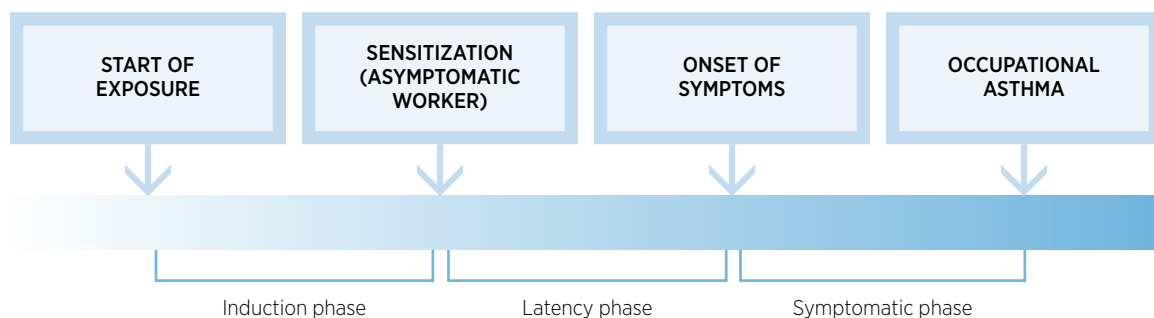 START OF
EXPOSURE
SENSITIZATION
(ASYMPTOMATIC
WORKER)
ONSET OF
SYMPTOMS
OCCUPATIONAL
ASTHMA
Induction phase
Latency phase
Symptomatic phase